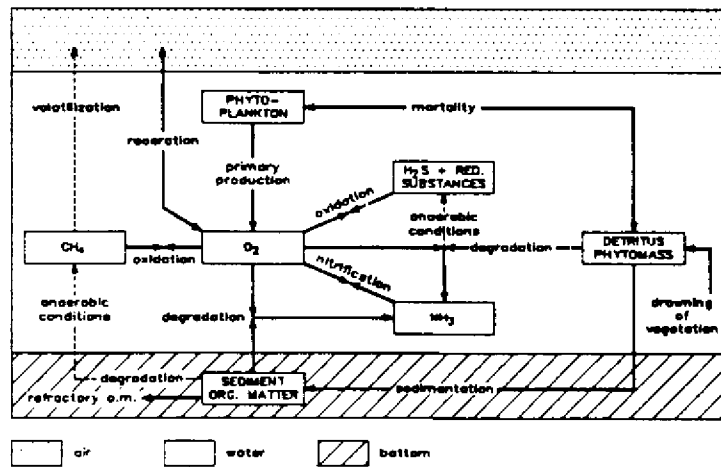 volatilization
reaeration
PHYTO-
PLANKTON
mortality
primary
production
H₂S + RED.
SUBSTANCES
oxidation
anaerobic
conditions
CH₄
oxidation
O₂
degradation
DETRITUS
PHYTOMASS
nitrification
anaerobic
conditions
degradation
NH₃
drowning
of
vegetation
degradation
SEDIMENT
ORG. MATTER
sedimentation
refractory o.m.
air
water
bottom